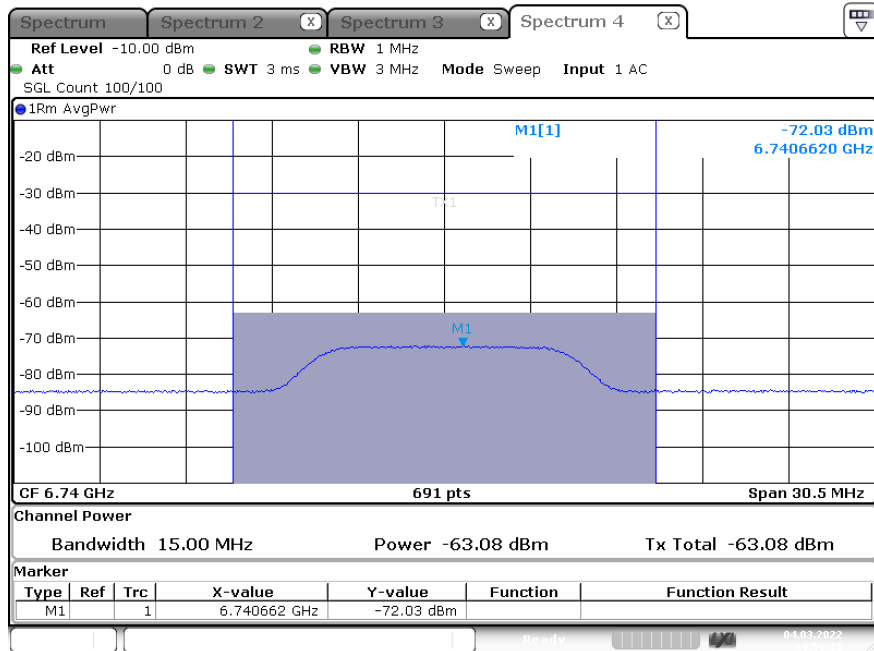 Spectrum Spectrum 2 X Spectrum 3 X Spectrum 4 X
Ref Level -10.00 dBm RBW 1 MHz
Att 0 dB SWT 3 ms VBW 3 MHz Mode Sweep Input 1 AC
SGL Count 100/100
1Rm AvgPwr
M1[1] -72.03 dBm
6.7406620 GHz
-20 dBm
-30 dBm
TX1
-40 dBm
-50 dBm
-60 dBm
M1
-70 dBm
-80 dBm
-90 dBm
-100 dBm
CF 6.74 GHz 691 pts Span 30.5 MHz
Channel Power
Bandwidth 15.00 MHz Power -63.08 dBm Tx Total -63.08 dBm
Marker
Type Ref Trc X-value Y-value Function Function Result
M1 1 6.740662 GHz -72.03 dBm
Ready 04.03.2022